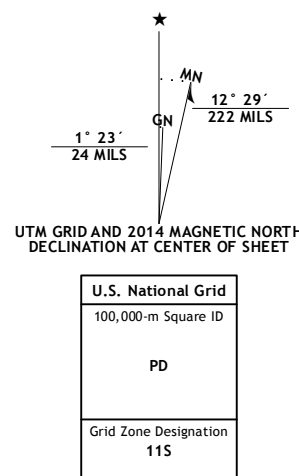 ★
MN
GN
12° 29´
222 MILS
1° 23´
24 MILS
UTM GRID AND 2014 MAGNETIC NORTH
DECLINATION AT CENTER OF SHEET
U.S. National Grid
100,000-m Square ID
PD
Grid Zone Designation
11S